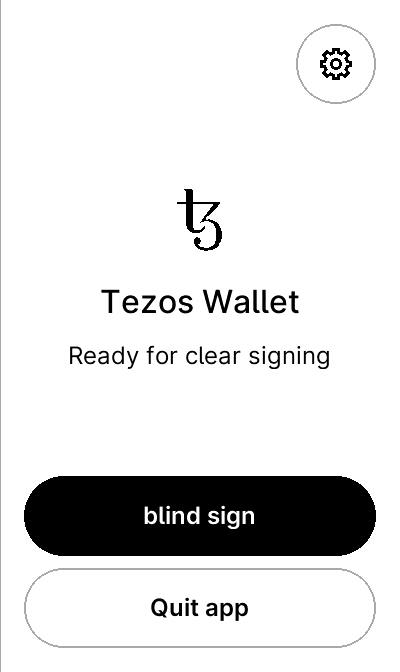 ꜩ
Tezos Wallet
Ready for clear signing
blind sign
Quit app